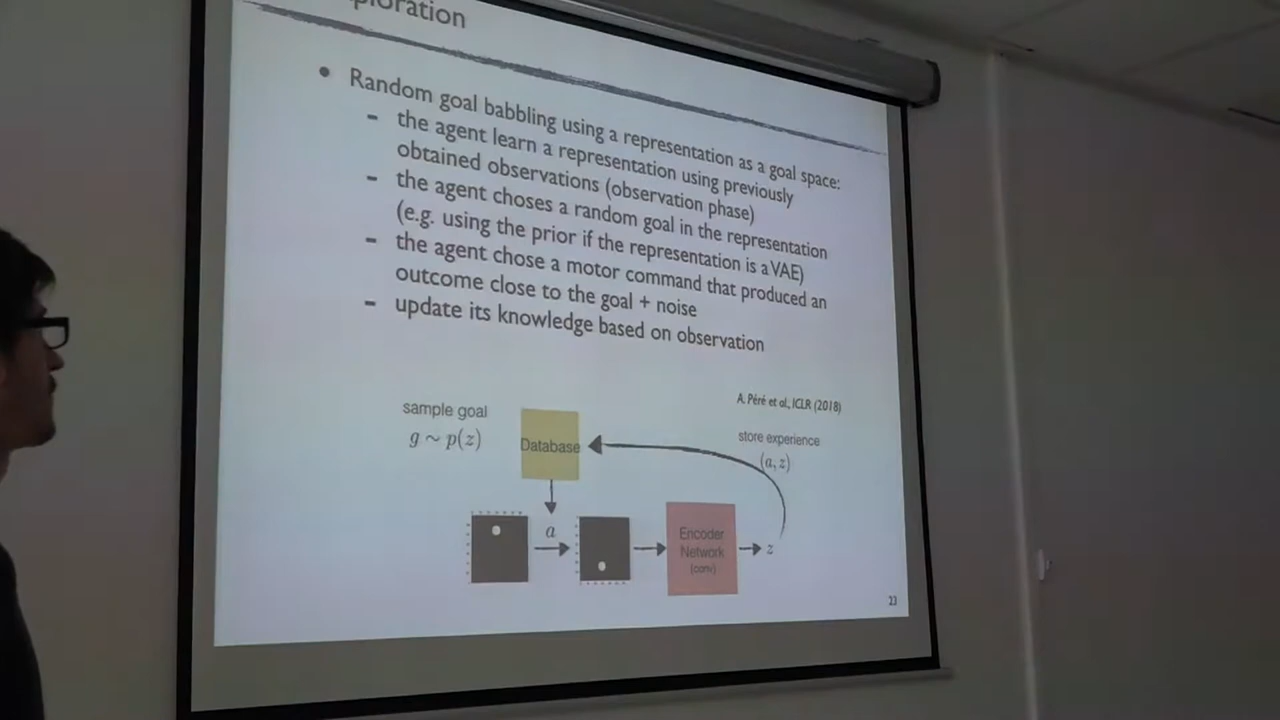 • Random goal babbling using a representation as a goal space:
- the agent learn a representation using previously
obtained observations (observation phase)
- the agent choses a random goal in the representation
(e.g. using the prior if the representation is a VAE)
- the agent chose a motor command that produced an
outcome close to the goal + noise
- update its knowledge based on observation
A. Péré et al., ICLR (2018)
sample goal
g ~ p(z)
Database
store experience
(a, z)
a
Encoder
Network
(conv)
z